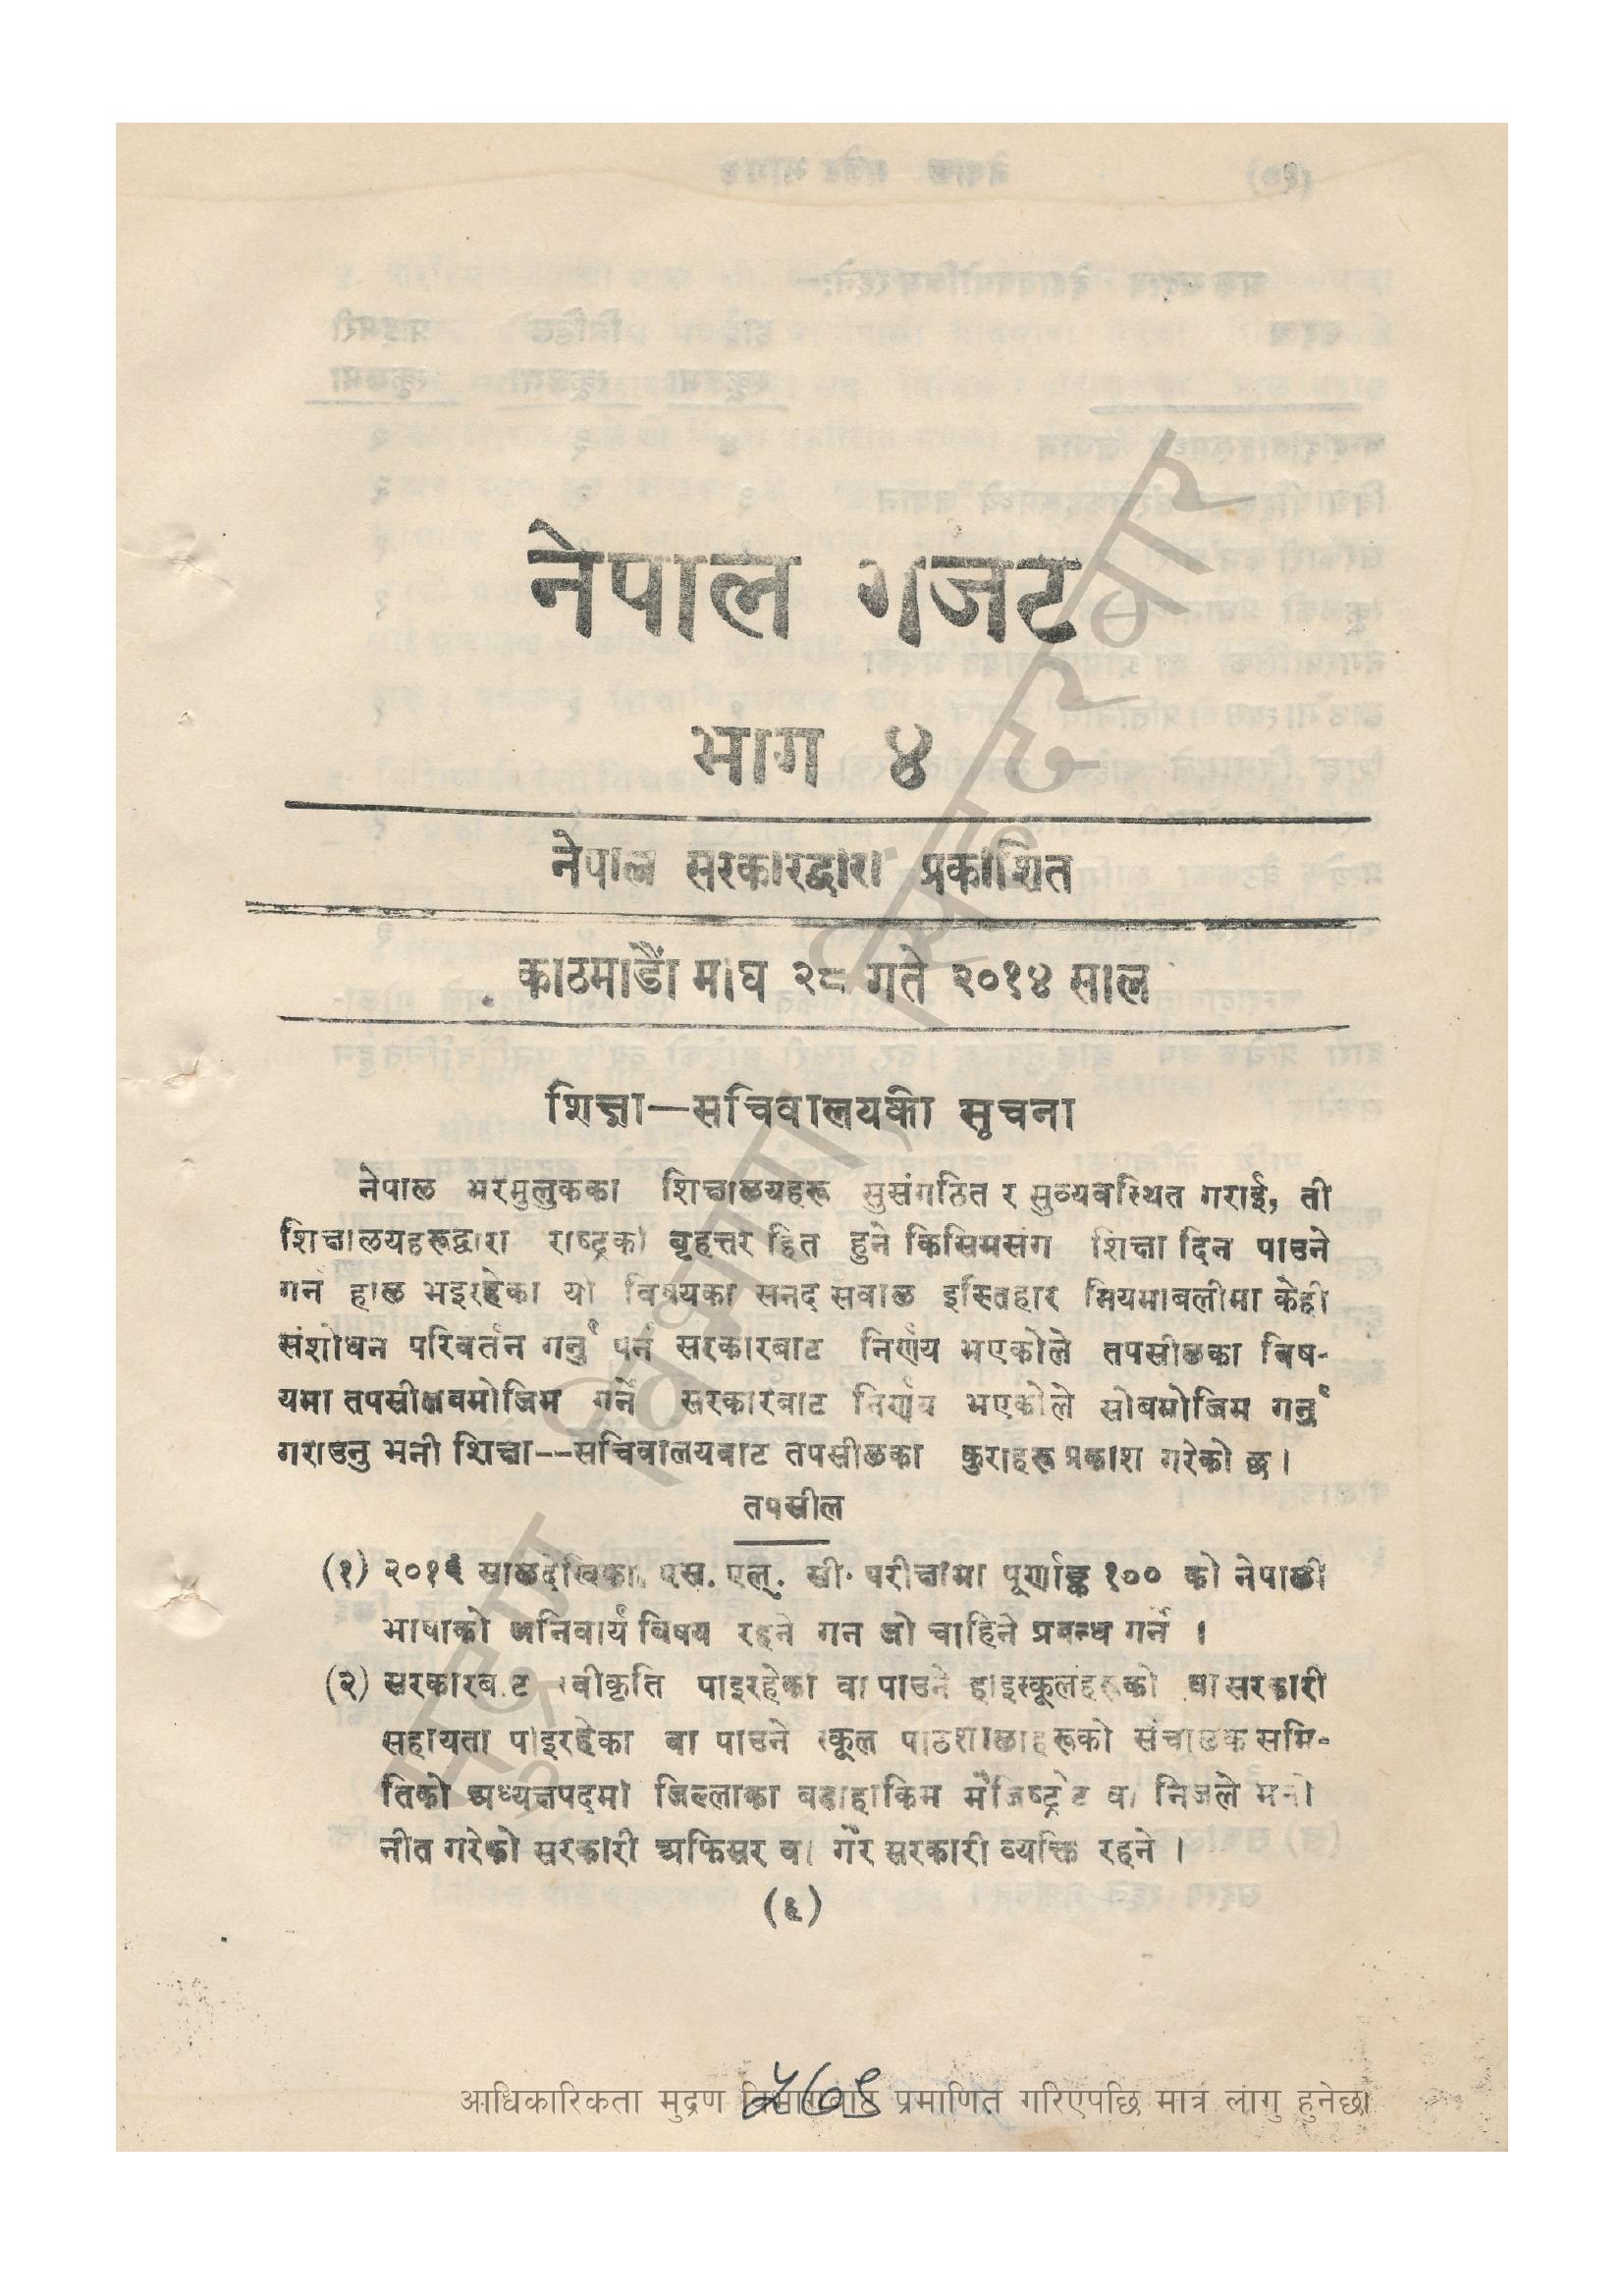 नेपाल गजट
भाग ४
नेपाल सरकारद्वारा प्रकाशित
काठमाडौं माघ २८ गते २०१४ साल
शिक्षा—सचिवालयको सूचना
नेपाल भरमुलुकका शिक्षालयहरू सुसंगठित र सुव्यवस्थित गराई, ती
शिक्षालयहरूद्वारा राष्ट्रको बृहत्तर हित हुने किसिमसंग शिक्षा दिन पाउने
गर्न हाल भइरहेका यो विषयका सनद सवाल इस्तिहार नियमावलीमा केही
संशोधन परिवर्तन गर्नु पर्ने सरकारबाट निर्णय भएकोले तपसीलका विष-
यमा तपसीलबमोजिम गर्ने सरकारबाट निर्णय भएकोले सोबमोजिम गर्नु
गराउनु भनी शिक्षा--सचिवालयबाट तपसीलका कुराहरू प्रकाश गरेको छ।
तपसील
(१) सालदेखिका एस. एल्. सी. परीक्षामा पूर्णाङ्क १०० को नेपाली
भाषाको अनिवार्य विषय रहने गर्न जो चाहिने प्रबन्ध गर्ने ।
(२) सरकारबाट स्वीकृति पाइरहेका वा पाउने हाइस्कूलहरूको वा सरकारी
सहायता पाइरहेका वा पाउने स्कूल पाठशालाहरूको संचालक समि-
तिको अध्यक्षपदमा जिल्लाका बडाहाकिम मैजिष्ट्रेट वा निजले मनो
नीत गरेको सरकारी अफिसर वा गैर सरकारी व्यक्ति रहने ।
(६)
आधिकारिकता मुद्रण विभागबाट प्रमाणित गरिएपछि मात्र लागु हुनेछ।
मुद्रण विभाग, सिंहदरवार